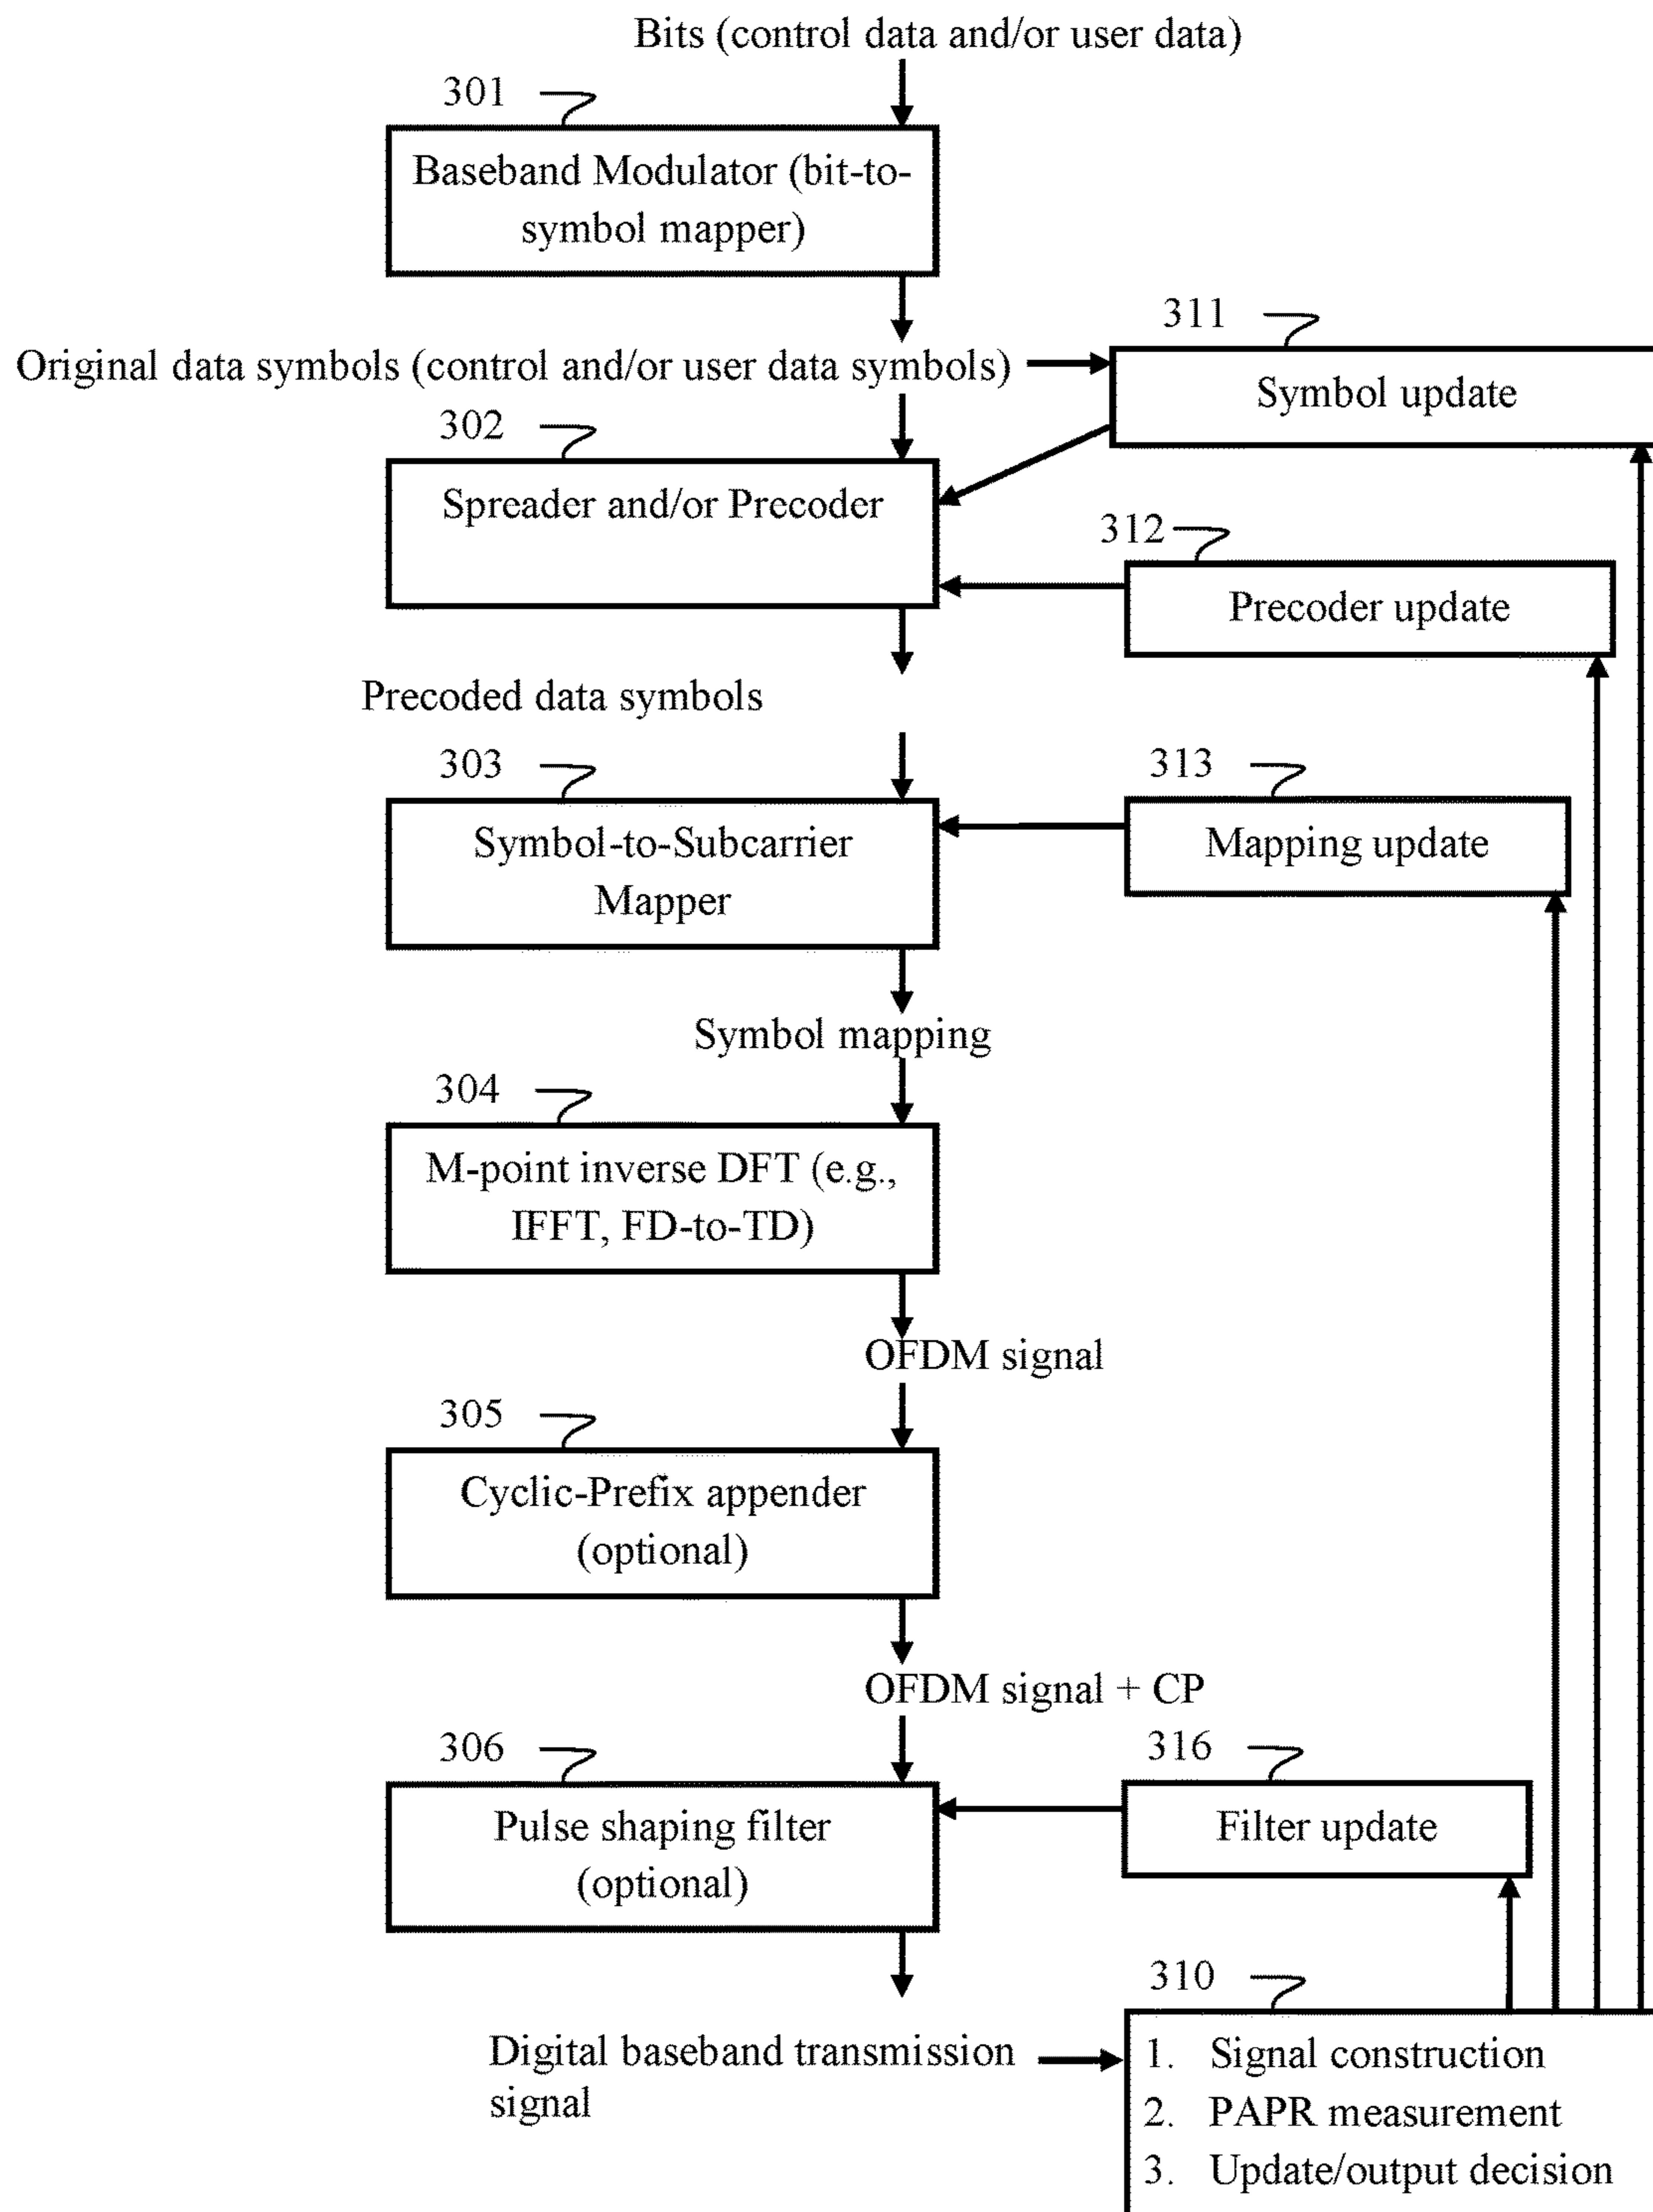 Bits (control data and/or user data)
301
Baseband Modulator (bit-to-
symbol mapper)
311
Original data symbols (control and/or user data symbols)
Symbol update
302
Spreader and/or Precoder
312
Precoder update
Precoded data symbols
303
313
Symbol-to-Subcarrier
Mapper
Mapping update
Symbol mapping
304
M-point inverse DFT (e.g.,
IFFT, FD-to-TD)
OFDM signal
305
Cyclic-Prefix appender
(optional)
OFDM signal + CP
306
316
Pulse shaping filter
(optional)
Filter update
310
Digital baseband transmission
signal
1. Signal construction
2. PAPR measurement
3. Update/output decision